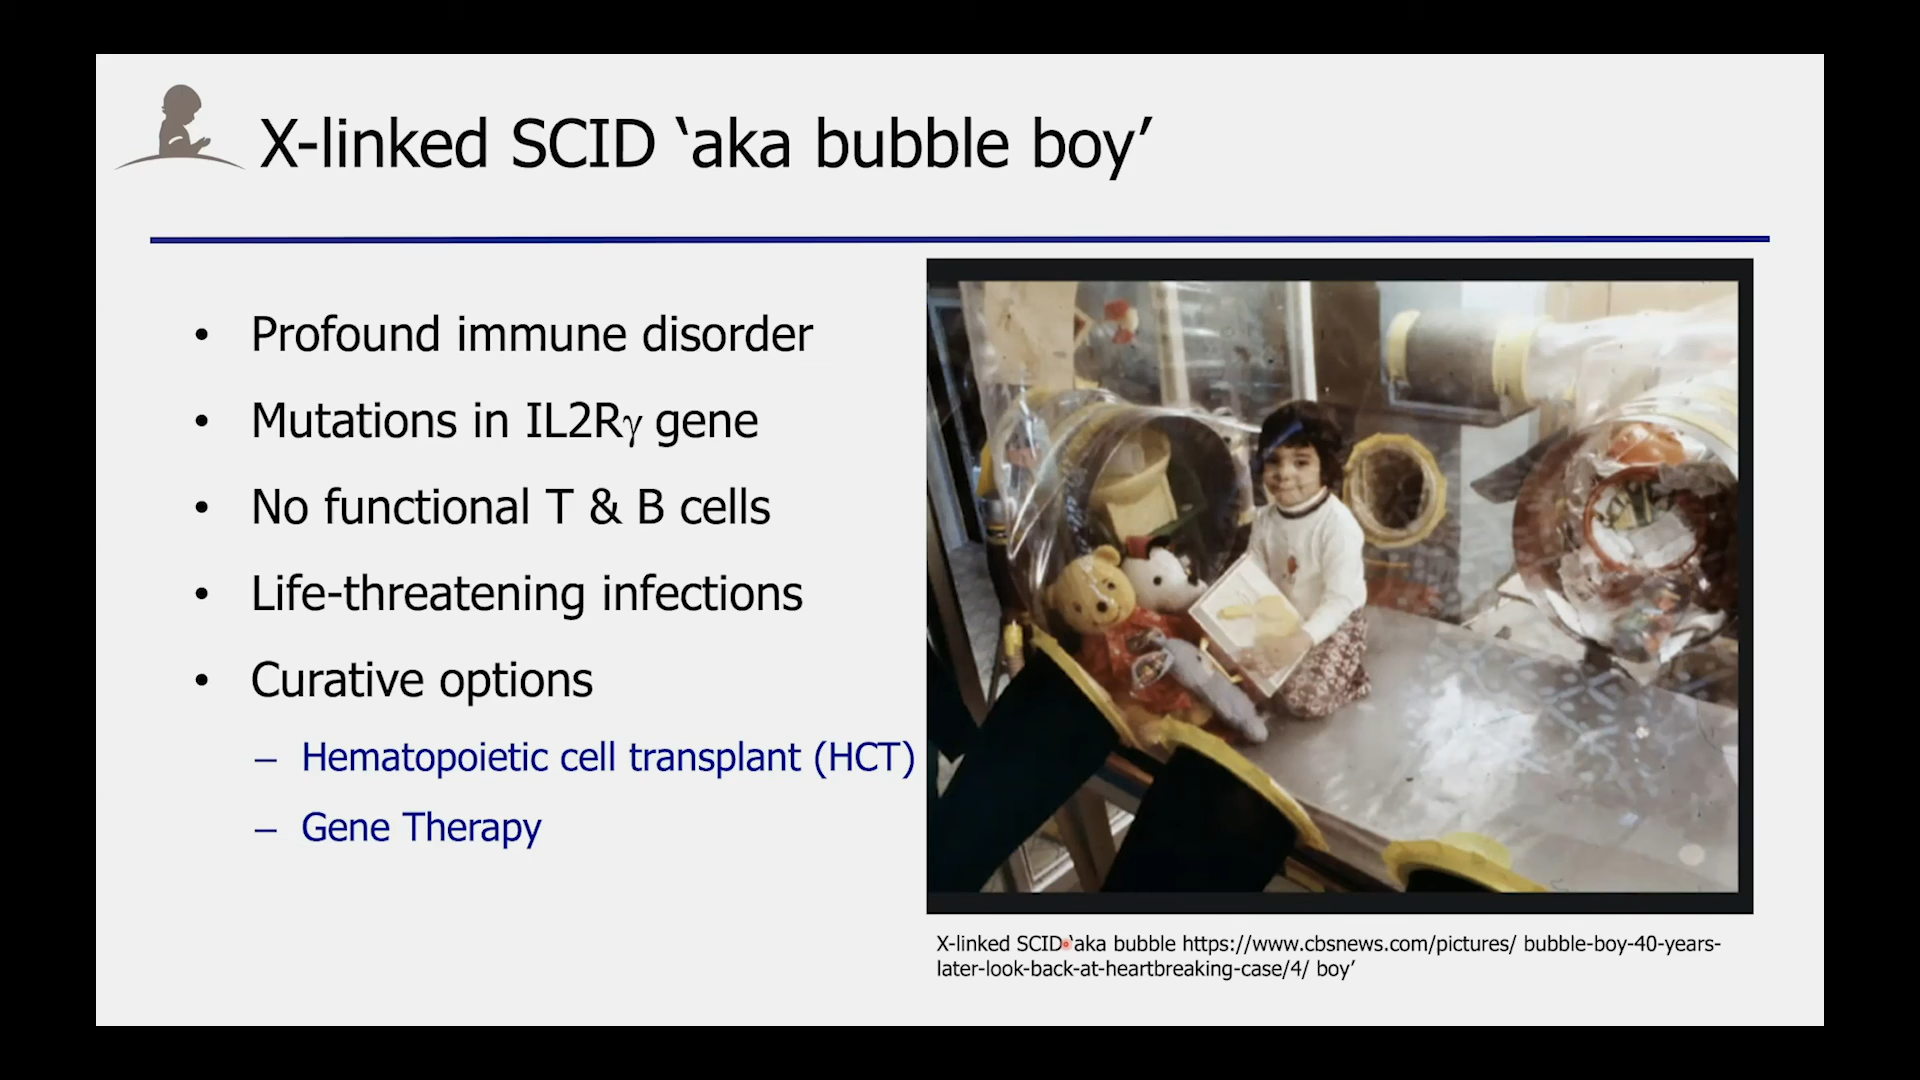 X-linked SCID ‘aka bubble boy’
• Profound immune disorder
• Mutations in IL2Rγ gene
• No functional T & B cells
• Life-threatening infections
• Curative options
– Hematopoietic cell transplant (HCT)
– Gene Therapy
X-linked SCID ‘aka bubble https://www.cbsnews.com/pictures/ bubble-boy-40-years-
later-look-back-at-heartbreaking-case/4/ boy’